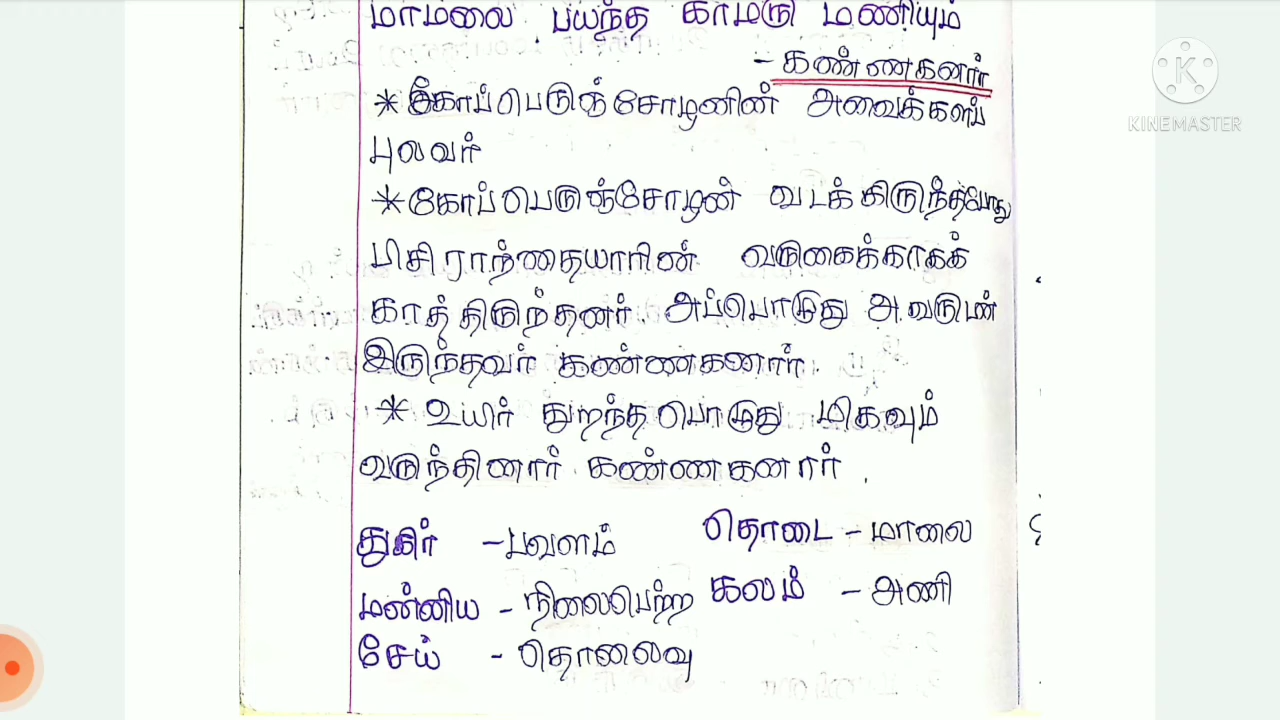 மாமலை பயந்த காமரு மணியும்
- கண்ணகனார்
* கோப்பெருஞ்சோழனின் அவைக்களப்
புலவர்
* கோப்பெருஞ்சோழன் வடக்கிருந்தபோது
பிசிராந்தையாரின் வருகைக்காகக்
காத்திருந்தனர். அப்பொழுது அவருடன்
இருந்தவர் கண்ணகனார்.
* உயிர் துறந்தபொழுது மிகவும்
வருந்தினார் கண்ணகனார்.
துகிர் - பவளம் தொடை - மாலை
மன்னிய - நிலைபெற்ற கலம் - அணி
சேய் - தொலைவு
K
KINEMASTER